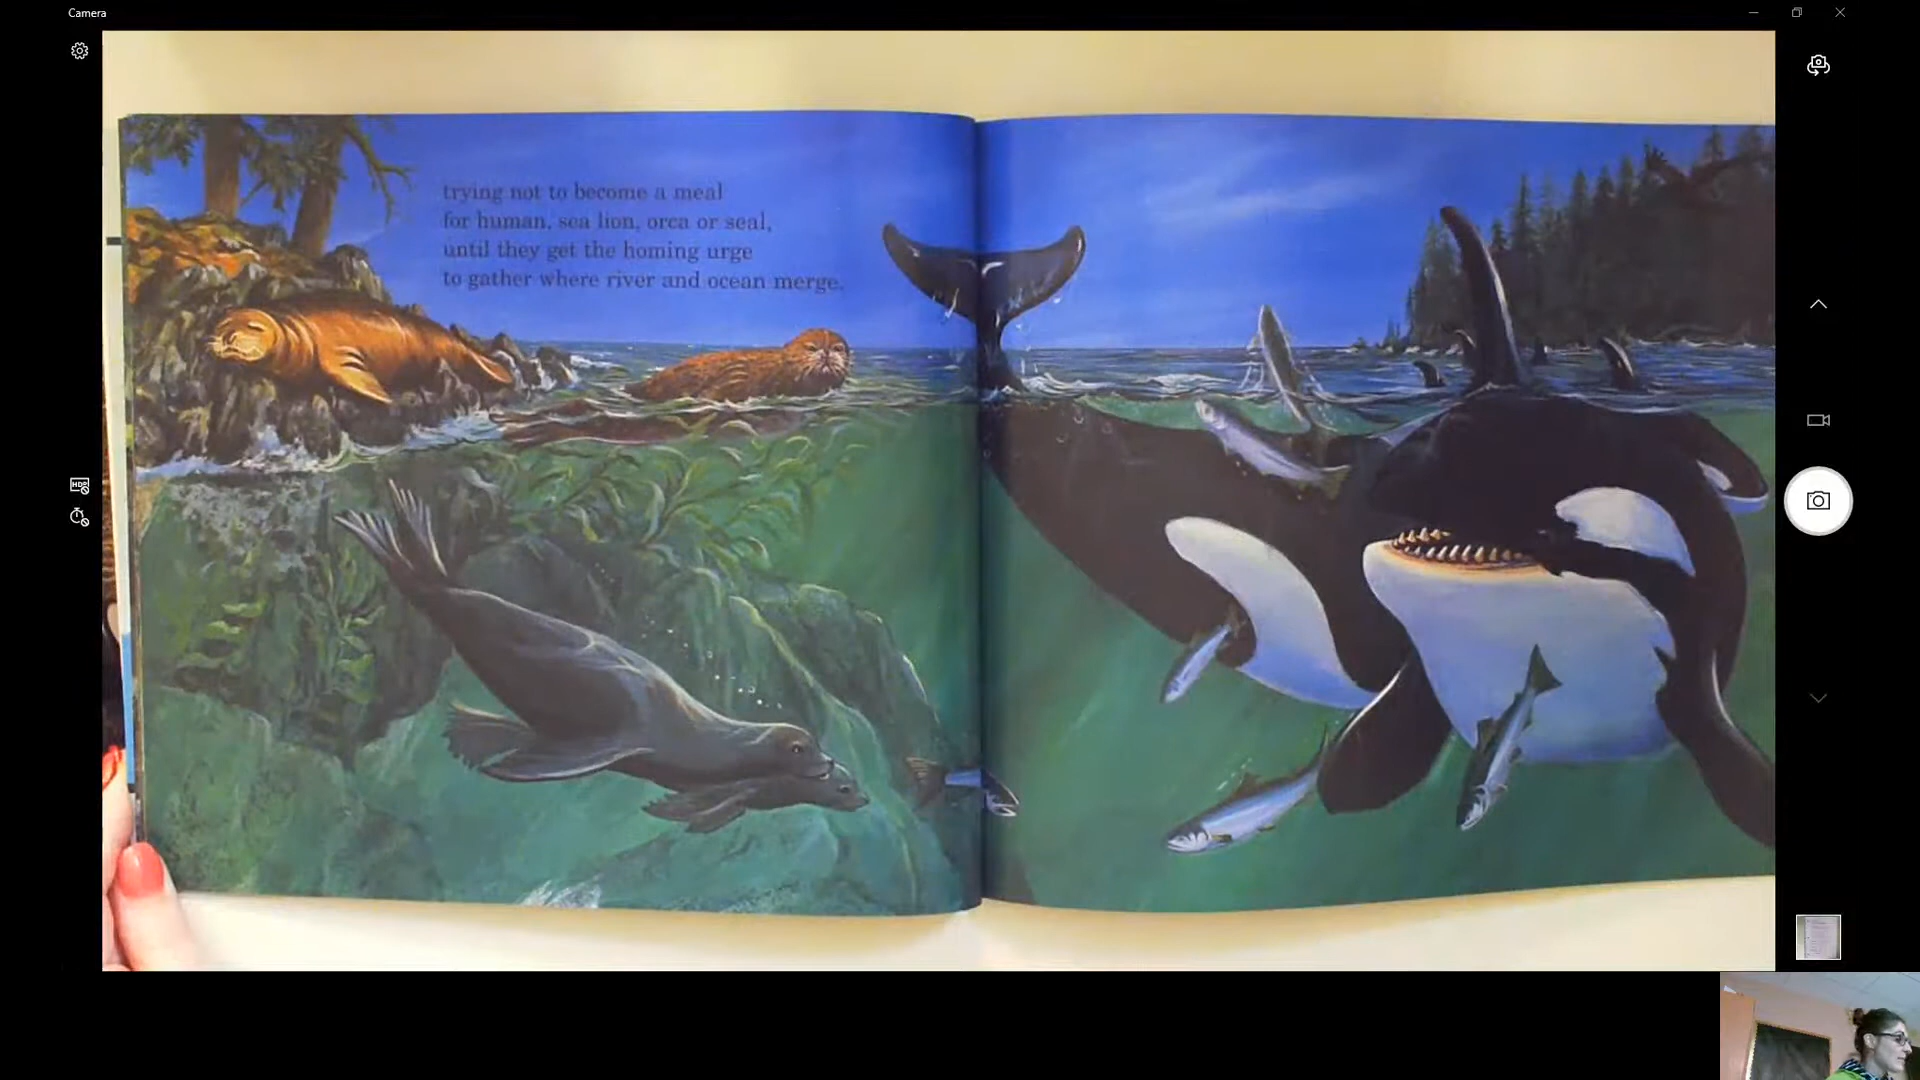 Camera
trying not to become a meal
for human, sea lion, orca or seal,
until they get the homing urge
to gather where river and ocean merge.
HDR